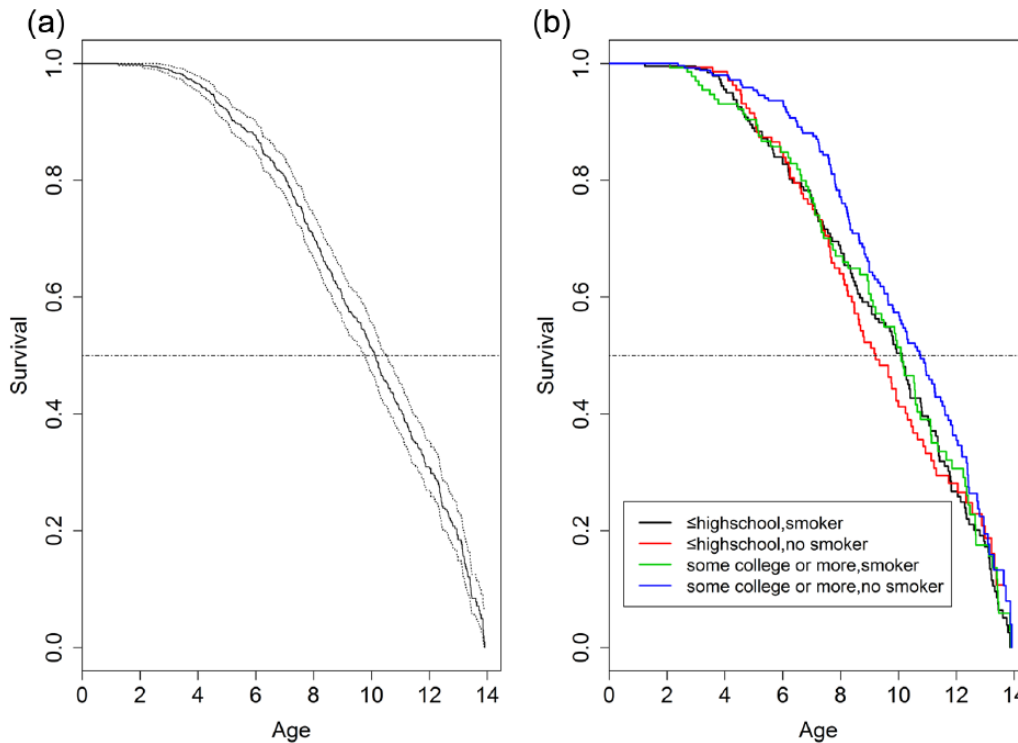 (a)
Survival
0.0 0.2 0.4 0.6 0.8 1.0
0 2 4 6 8 10 12 14
Age
(b)
Survival
0.0 0.2 0.4 0.6 0.8 1.0
≤highschool,smoker
≤highschool,no smoker
some college or more,smoker
some college or more,no smoker
0 2 4 6 8 10 12 14
Age